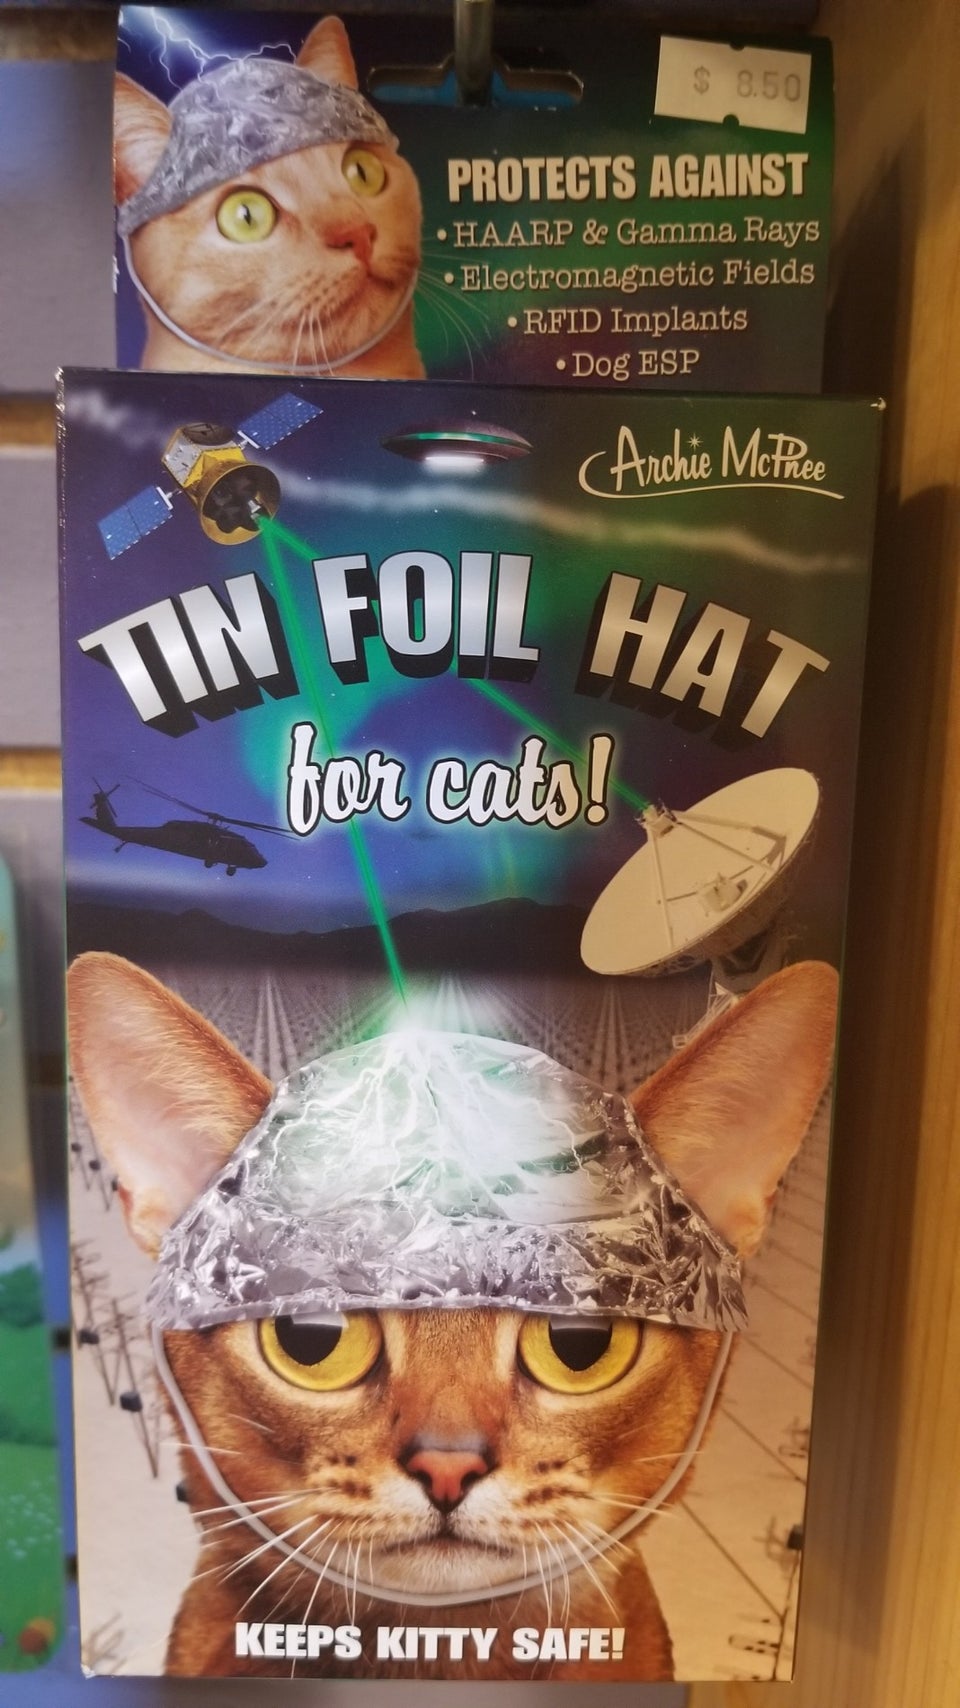 $ 8.50
PROTECTS AGAINST
• HAARP & Gamma Rays
• Electromagnetic Fields
• RFID Implants
• Dog ESP
Archie McPhee
TIN FOIL HAT
for cats!
KEEPS KITTY SAFE!